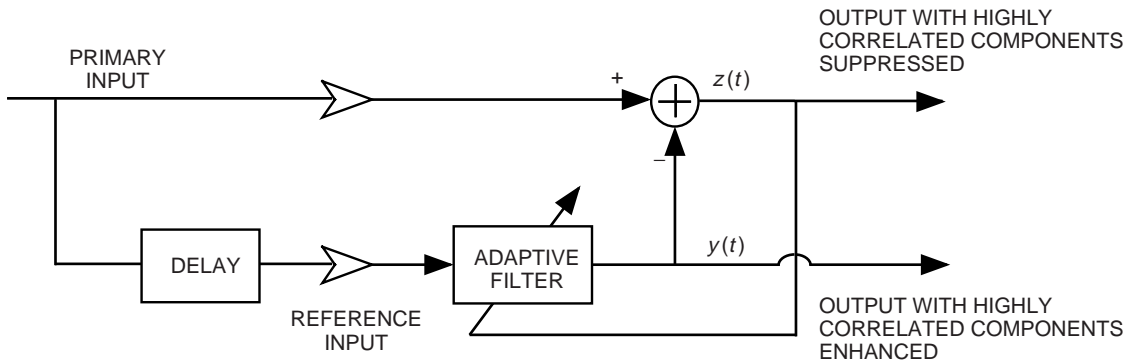 PRIMARY
INPUT
+
z(t)
OUTPUT WITH HIGHLY
CORRELATED COMPONENTS
SUPPRESSED
–
DELAY
REFERENCE
INPUT
ADAPTIVE
FILTER
y(t)
OUTPUT WITH HIGHLY
CORRELATED COMPONENTS
ENHANCED